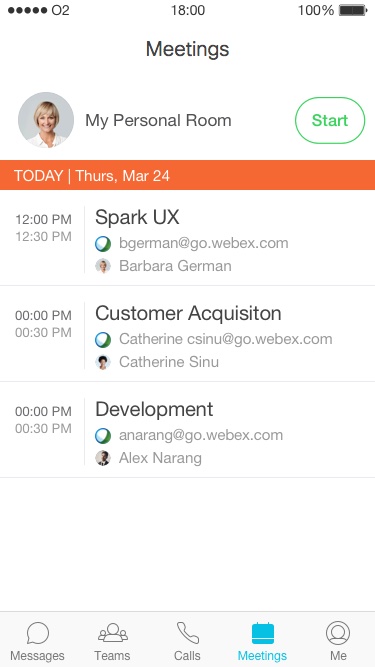 O2 18:00 100%
Meetings
My Personal Room Start
TODAY | Thurs, Mar 24
12:00 PM Spark UX
12:30 PM bgerman@go.webex.com
Barbara German
00:00 PM Customer Acquisiton
00:30 PM Catherine csinu@go.webex.com
Catherine Sinu
00:00 PM Development
00:30 PM anarang@go.webex.com
Alex Narang
Messages Teams Calls Meetings Me